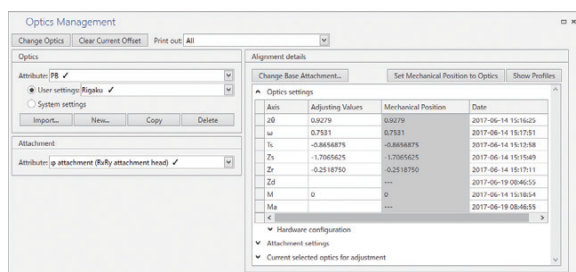 Optics Management
Change Optics Clear Current Offset Print out: All
Optics
Attribute: PB ✓
User settings: Rigaku ✓
System settings
Import... New... Copy Delete
Attachment
Attribute: φ attachment (RxRy attachment head) ✓
Alignment details
Change Base Attachment... Set Mechanical Position to Optics Show Profiles
Optics settings
Axis Adjusting Values Mechanical Position Date
2θ 0.9279 0.9279 2017-06-14 15:16:25
ω 0.7531 0.7531 2017-06-14 15:17:51
Ts -0.8656875 -0.8656875 2017-06-14 15:12:58
Zs -1.7065625 -1.7065625 2017-06-14 15:15:49
Zr -0.2518750 -0.2518750 2017-06-14 15:17:11
Zd --- 2017-06-19 08:46:55
M 0 0 2017-06-14 15:18:54
Ma --- 2017-06-19 08:46:55
Hardware configuration
Attachment settings
Current selected optics for adjustment